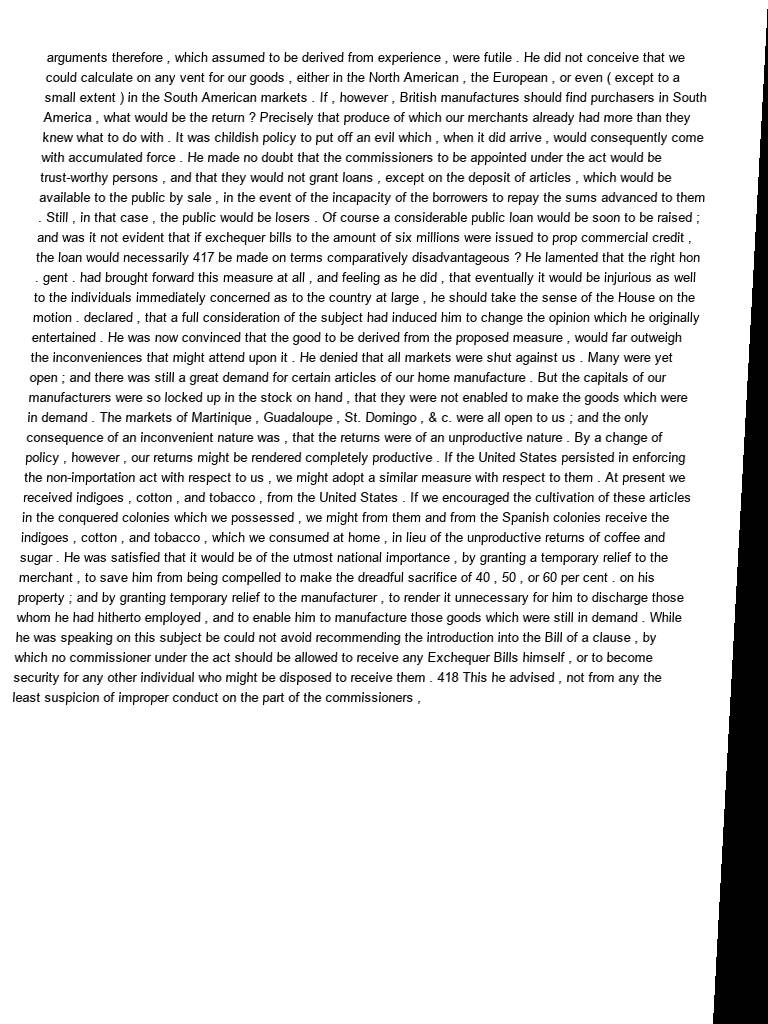 arguments therefore , which assumed to be derived from experience , were futile . He did not conceive that we
could calculate on any vent for our goods , either in the North American , the European , or even ( except to a
small extent ) in the South American markets . If , however , British manufactures should find purchasers in South
America , what would be the return ? Precisely that produce of which our merchants already had more than they
knew what to do with . It was childish policy to put off an evil which , when it did arrive , would consequently come
with accumulated force . He made no doubt that the commissioners to be appointed under the act would be
trust-worthy persons , and that they would not grant loans , except on the deposit of articles , which would be
available to the public by sale , in the event of the incapacity of the borrowers to repay the sums advanced to them
. Still , in that case , the public would be losers . Of course a considerable public loan would be soon to be raised ;
and was it not evident that if exchequer bills to the amount of six millions were issued to prop commercial credit ,
the loan would necessarily 417 be made on terms comparatively disadvantageous ? He lamented that the right hon
. gent . had brought forward this measure at all , and feeling as he did , that eventually it would be injurious as well
to the individuals immediately concerned as to the country at large , he should take the sense of the House on the
motion . declared , that a full consideration of the subject had induced him to change the opinion which he originally
entertained . He was now convinced that the good to be derived from the proposed measure , would far outweigh
the inconveniences that might attend upon it . He denied that all markets were shut against us . Many were yet
open ; and there was still a great demand for certain articles of our home manufacture . But the capitals of our
manufacturers were so locked up in the stock on hand , that they were not enabled to make the goods which were
in demand . The markets of Martinique , Guadaloupe , St. Domingo , & c. were all open to us ; and the only
consequence of an inconvenient nature was , that the returns were of an unproductive nature . By a change of
policy , however , our returns might be rendered completely productive . If the United States persisted in enforcing
the non-importation act with respect to us , we might adopt a similar measure with respect to them . At present we
received indigoes , cotton , and tobacco , from the United States . If we encouraged the cultivation of these articles
in the conquered colonies which we possessed , we might from them and from the Spanish colonies receive the
indigoes , cotton , and tobacco , which we consumed at home , in lieu of the unproductive returns of coffee and
sugar . He was satisfied that it would be of the utmost national importance , by granting a temporary relief to the
merchant , to save him from being compelled to make the dreadful sacrifice of 40 , 50 , or 60 per cent . on his
property ; and by granting temporary relief to the manufacturer , to render it unnecessary for him to discharge those
whom he had hitherto employed , and to enable him to manufacture those goods which were still in demand . While
he was speaking on this subject be could not avoid recommending the introduction into the Bill of a clause , by
which no commissioner under the act should be allowed to receive any Exchequer Bills himself , or to become
security for any other individual who might be disposed to receive them . 418 This he advised , not from any the
least suspicion of improper conduct on the part of the commissioners ,